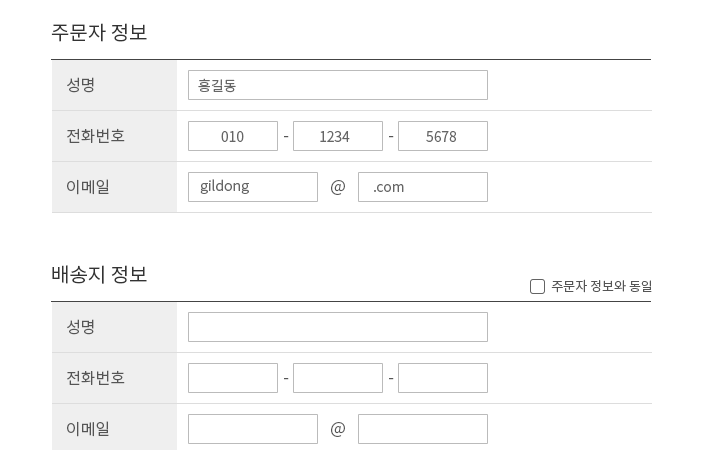 주문자 정보
성명 홍길동
전화번호 010 - 1234 - 5678
이메일 gildong @ .com
배송지 정보
주문자 정보와 동일
성명
전화번호 - -
이메일 @